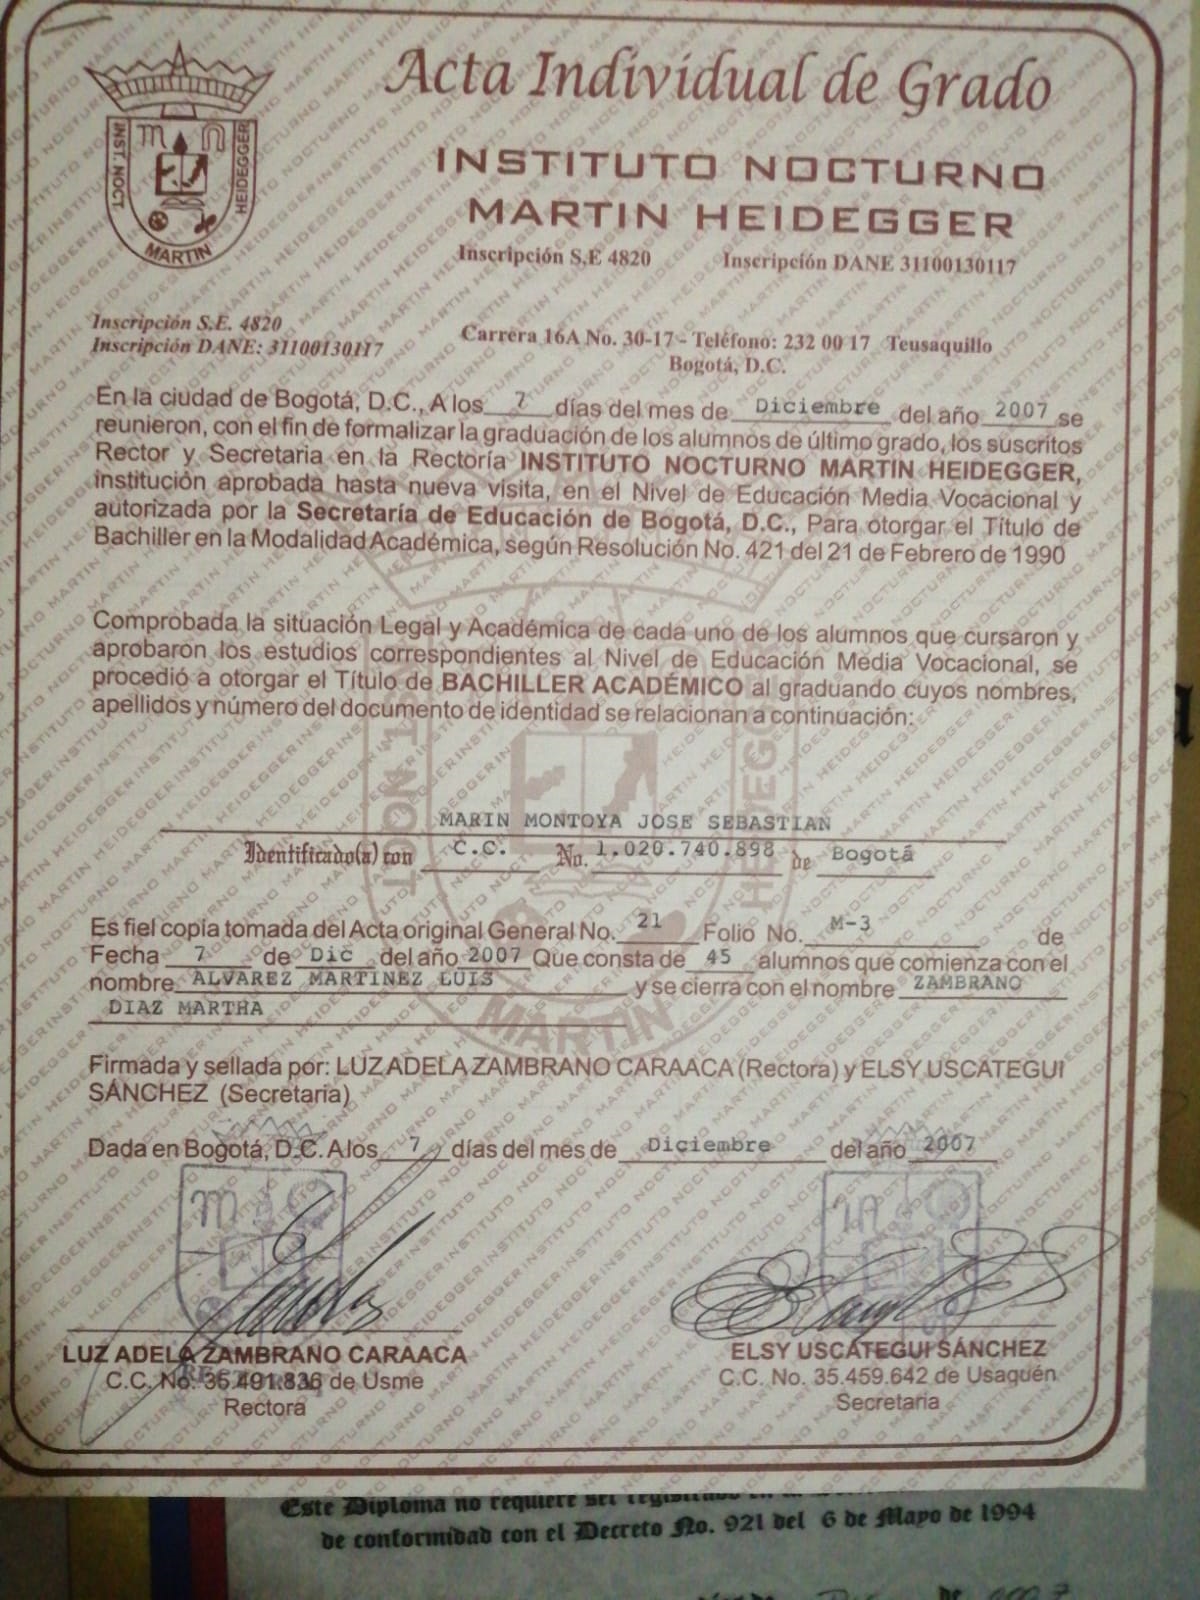 Acta Individual de Grado
INST. NOCT.
HEIDEGGER
MARTIN
INSTITUTO NOCTURNO
MARTIN HEIDEGGER
Inscripción S.E 4820 Inscripción DANE 31100130117
Inscripción S.E. 4820
Inscripción DANE: 31100130117
Carrera 16A No. 30-17 - Teléfono: 232 00 17 Teusaquillo
Bogotá, D.C.
En la ciudad de Bogotá, D.C., A los 7 días del mes de Diciembre del año 2007 se
reunieron, con el fin de formalizar la graduación de los alumnos de último grado, los suscritos
Rector y Secretaria en la Rectoría INSTITUTO NOCTURNO MARTIN HEIDEGGER,
institución aprobada hasta nueva visita, en el Nivel de Educación Media Vocacional y
autorizada por la Secretaría de Educación de Bogotá, D.C., Para otorgar el Título de
Bachiller en la Modalidad Académica, según Resolución No. 421 del 21 de Febrero de 1990
Comprobada la situación Legal y Académica de cada uno de los alumnos que cursaron y
aprobaron los estudios correspondientes al Nivel de Educación Media Vocacional, se
procedió a otorgar el Título de BACHILLER ACADÉMICO al graduando cuyos nombres,
apellidos y número del documento de identidad se relacionan a continuación:
MARIN MONTOYA JOSE SEBASTIAN
Identificado(a) con C.C. No. 1.020.740.898 de Bogotá
Es fiel copia tomada del Acta original General No. 21 Folio No. M-3 de
Fecha 7 de Dic del año 2007 Que consta de 45 alumnos que comienza con el
nombre ALVAREZ MARTINEZ LUIS y se cierra con el nombre ZAMBRANO
DIAZ MARTHA
Firmada y sellada por: LUZ ADELA ZAMBRANO CARAACA (Rectora) y ELSY USCATEGUI
SÁNCHEZ (Secretaria)
Dada en Bogotá, D.C. A los 7 días del mes de Diciembre del año 2007
LUZ ADELA ZAMBRANO CARAACA
C.C. No. 35.491.836 de Usme
Rectora
ELSY USCATEGUI SÁNCHEZ
C.C. No. 35.459.642 de Usaquén
Secretaria
Este Diploma no requiere ser registrado en la
de conformidad con el Decreto No. 921 del 6 de Mayo de 1994